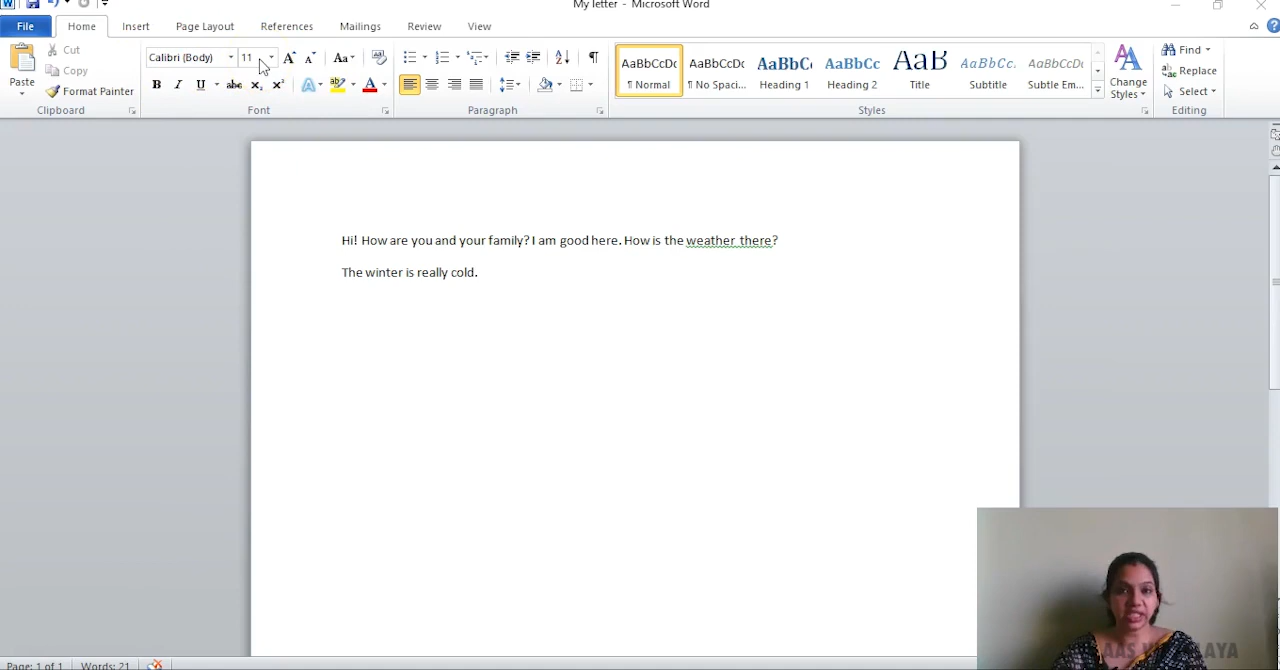 My letter - Microsoft Word
File Home Insert Page Layout References Mailings Review View
Cut
Copy
Format Painter
Paste
Clipboard
Calibri (Body) 11
Font
Paragraph
AaBbCcDc AaBbCcDc AaBbC AaBbCc AaB AaBbCc. AaBbCcDc
¶ Normal ¶ No Spaci... Heading 1 Heading 2 Title Subtitle Subtle Em...
Styles
Change
Styles
Find
Replace
Select
Editing
Hi! How are you and your family? I am good here. How is the weather there?
The winter is really cold.
Page: 1 of 1 Words: 21